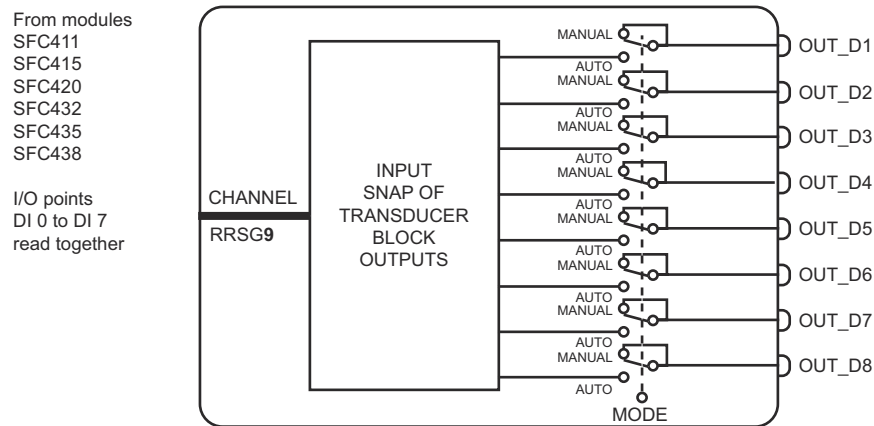 From modules
SFC411
SFC415
SFC420
SFC432
SFC435
SFC438
I/O points
DI 0 to DI 7
read together
CHANNEL
RRSG9
INPUT
SNAP OF
TRANSDUCER
BLOCK
OUTPUTS
MANUAL
OUT_D1
AUTO
MANUAL
OUT_D2
AUTO
MANUAL
OUT_D3
AUTO
MANUAL
OUT_D4
AUTO
MANUAL
OUT_D5
AUTO
MANUAL
OUT_D6
AUTO
MANUAL
OUT_D7
AUTO
MANUAL
OUT_D8
AUTO
MODE